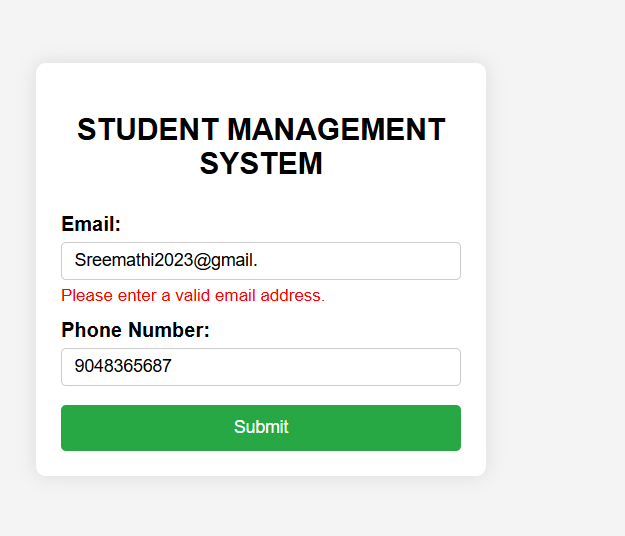 STUDENT MANAGEMENT
SYSTEM
Email:
Sreemathi2023@gmail.
Please enter a valid email address.
Phone Number:
9048365687
Submit